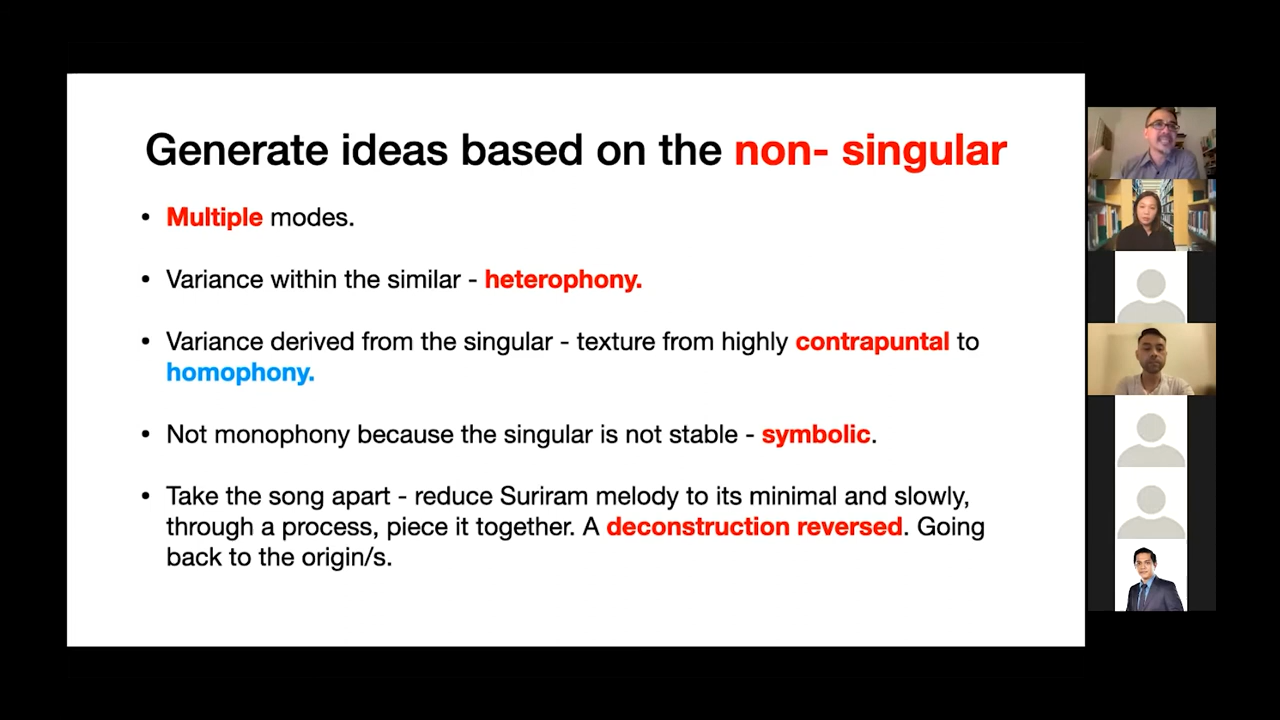 Generate ideas based on the non- singular
• Multiple modes.
• Variance within the similar - heterophony.
• Variance derived from the singular - texture from highly contrapuntal to
homophony.
• Not monophony because the singular is not stable - symbolic.
• Take the song apart - reduce Suriram melody to its minimal and slowly,
through a process, piece it together. A deconstruction reversed. Going
back to the origin/s.